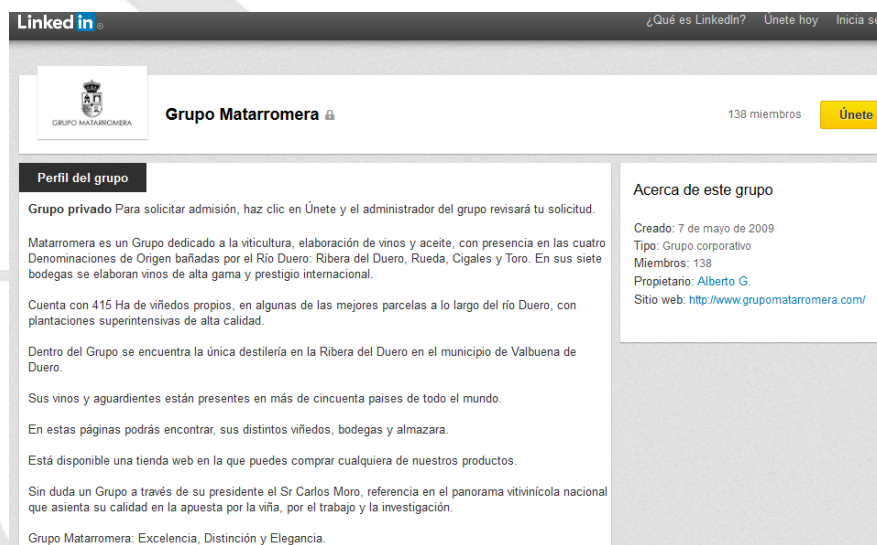 Linked in ®
¿Qué es LinkedIn? Únete hoy Inicia se
GRUPO MATARROMERA
Grupo Matarromera
138 miembros
Únete
Perfil del grupo
Grupo privado Para solicitar admisión, haz clic en Únete y el administrador del grupo revisará tu solicitud.
Matarromera es un Grupo dedicado a la viticultura, elaboración de vinos y aceite, con presencia en las cuatro
Denominaciones de Origen bañadas por el Río Duero: Ribera del Duero, Rueda, Cigales y Toro. En sus siete
bodegas se elaboran vinos de alta gama y prestigio internacional.
Cuenta con 415 Ha de viñedos propios, en algunas de las mejores parcelas a lo largo del río Duero, con
plantaciones superintensivas de alta calidad.
Dentro del Grupo se encuentra la única destilería en la Ribera del Duero en el municipio de Valbuena de
Duero.
Sus vinos y aguardientes están presentes en más de cincuenta paises de todo el mundo.
En estas páginas podrás encontrar, sus distintos viñedos, bodegas y almazara.
Está disponible una tienda web en la que puedes comprar cualquiera de nuestros productos.
Sin duda un Grupo a través de su presidente el Sr Carlos Moro, referencia en el panorama vitivinícola nacional
que asienta su calidad en la apuesta por la viña, por el trabajo y la investigación.
Grupo Matarromera: Excelencia, Distinción y Elegancia.
Acerca de este grupo
Creado: 7 de mayo de 2009
Tipo: Grupo corporativo
Miembros: 138
Propietario: Alberto G.
Sitio web: http://www.grupomatarromera.com/